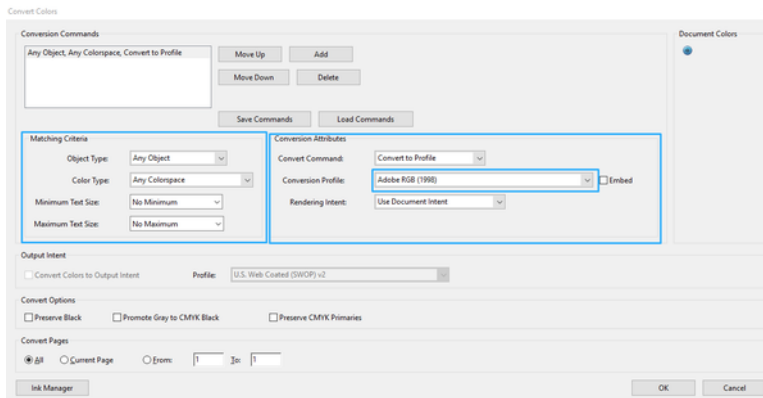 Convert Colors
Conversion Commands
Document Colors
Any Object, Any Colorspace, Convert to Profile
Move Up
Add
Move Down
Delete
Save Commands
Load Commands
Matching Criteria
Conversion Attributes
Object Type: Any Object
Convert Command: Convert to Profile
Color Type: Any Colorspace
Conversion Profile: Adobe RGB (1998) Embed
Minimum Text Size: No Minimum
Rendering Intent: Use Document Intent
Maximum Text Size: No Maximum
Output Intent
Convert Colors to Output Intent Profile: U.S. Web Coated (SWOP) v2
Convert Options
Preserve Black Promote Gray to CMYK Black Preserve CMYK Primaries
Convert Pages
All Current Page From: 1 To: 1
Ink Manager
OK
Cancel